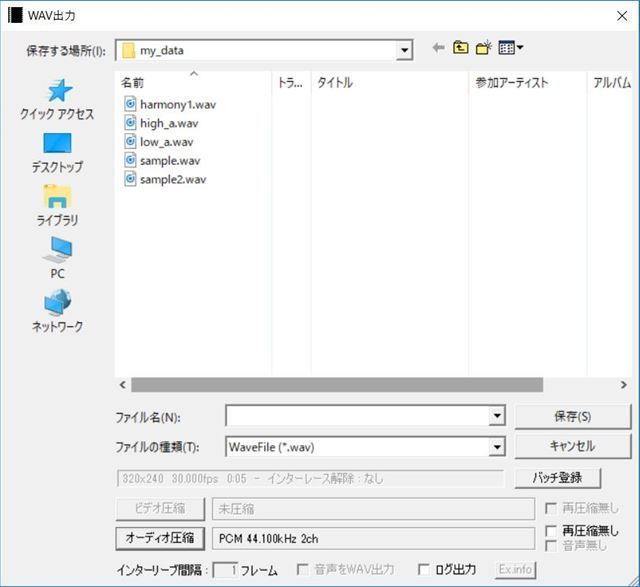 WAV出力
保存する場所(I): my_data
クイック アクセス
デスクトップ
ライブラリ
PC
ネットワーク
名前 トラ... タイトル 参加アーティスト アルバム
harmony1.wav
high_a.wav
low_a.wav
sample.wav
sample2.wav
ファイル名(N): 保存(S)
ファイルの種類(T): WaveFile (*.wav) キャンセル
320x240 30.000fps 0:05 - インターレース解除 : なし バッチ登録
ビデオ圧縮 未圧縮 再圧縮無し
オーディオ圧縮 PCM 44.100kHz 2ch 再圧縮無し
音声無し
インターリーブ間隔 : 1 フレーム 音声をWAV出力 ログ出力 Ex.info